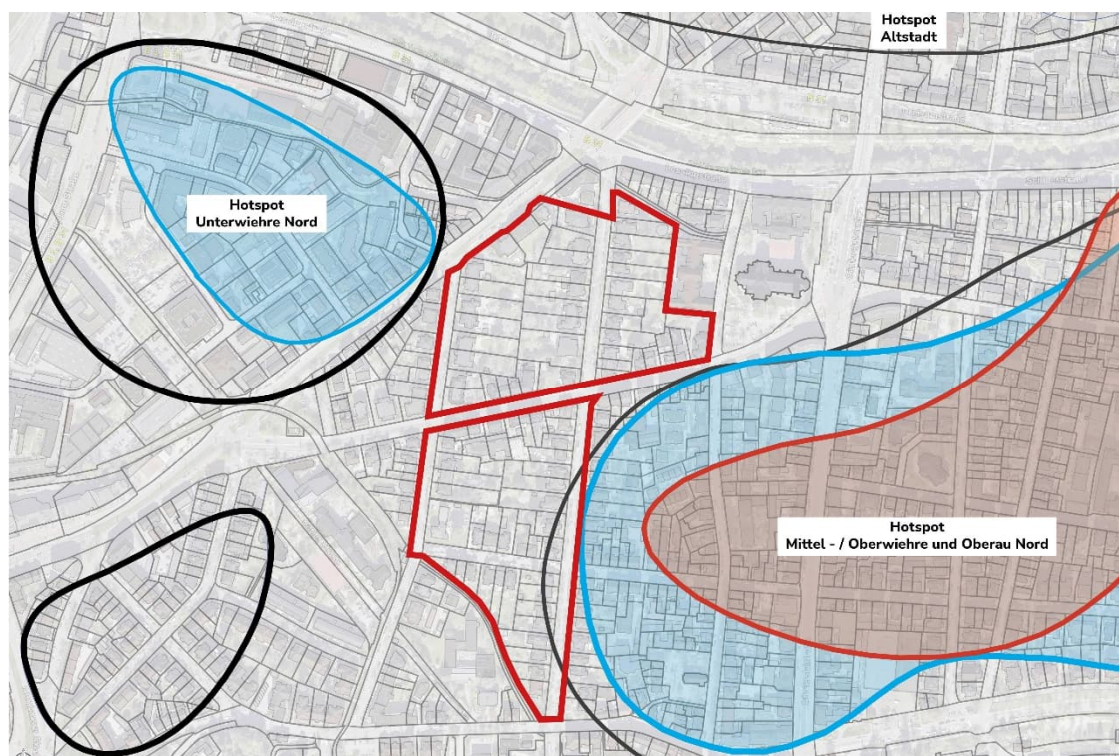 Hotspot
Altstadt
Hotspot
Unterwiehre Nord
Hotspot
Mittel - / Oberwiehre und Oberau Nord